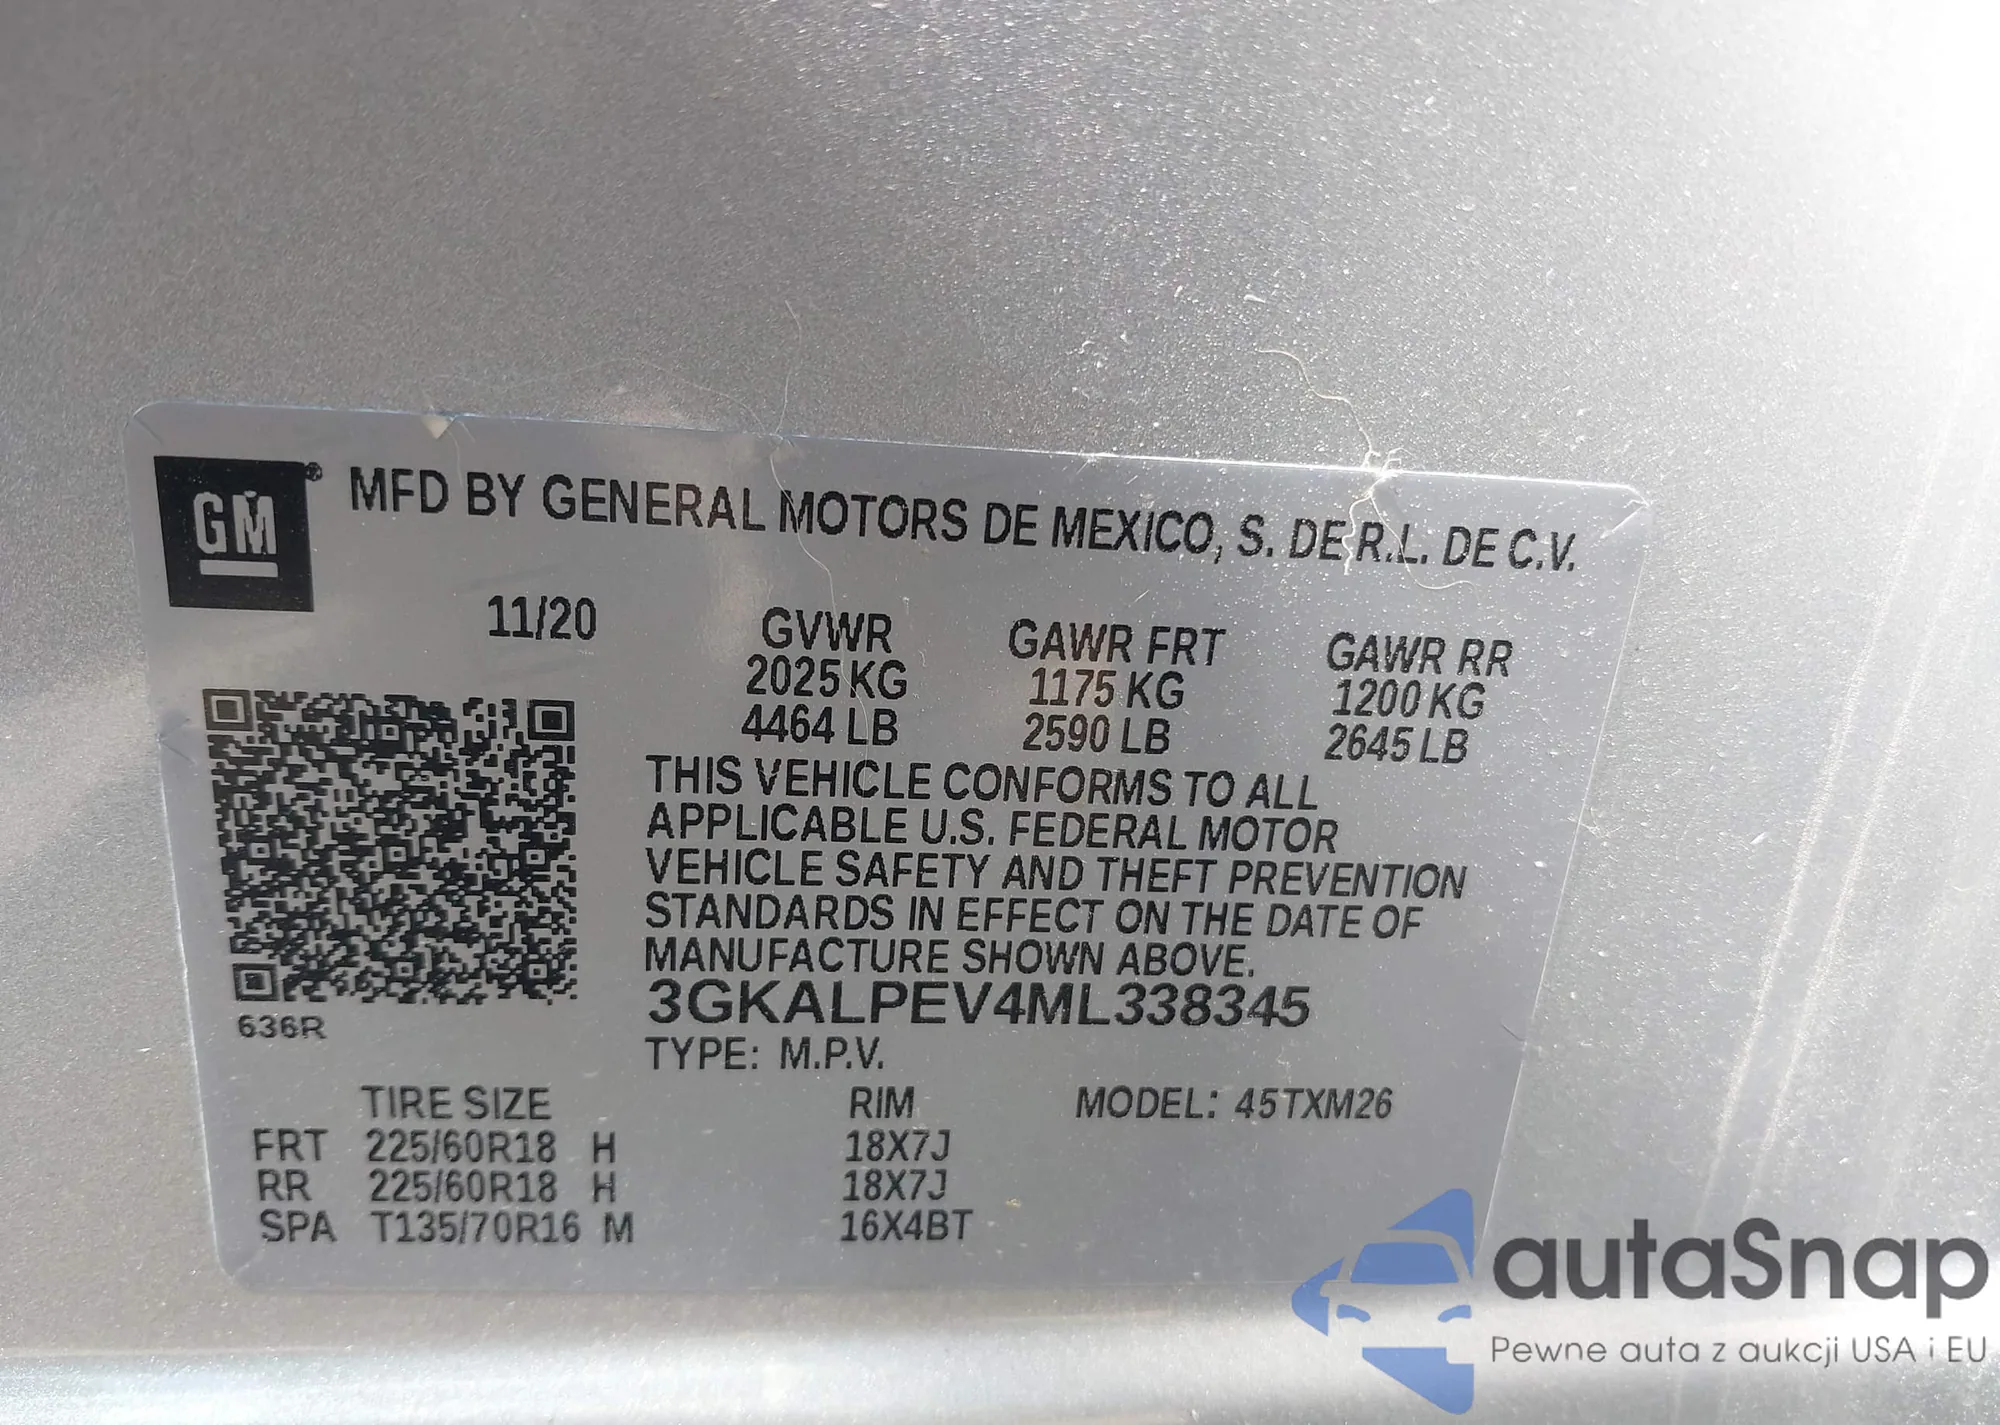 GM® MFD BY GENERAL MOTORS DE MEXICO, S. DE R.L. DE C.V.
11/20 GVWR GAWR FRT GAWR RR
2025 KG 1175 KG 1200 KG
4464 LB 2590 LB 2645 LB
THIS VEHICLE CONFORMS TO ALL
APPLICABLE U.S. FEDERAL MOTOR
VEHICLE SAFETY AND THEFT PREVENTION
STANDARDS IN EFFECT ON THE DATE OF
MANUFACTURE SHOWN ABOVE.
3GKALPEV4ML338345
636R
TYPE: M.P.V.
TIRE SIZE RIM MODEL: 45TXM26
FRT 225/60R18 H 18X7J
RR 225/60R18 H 18X7J
SPA T135/70R16 M 16X4BT
autaSnap
Pewne auta z aukcji USA i EU